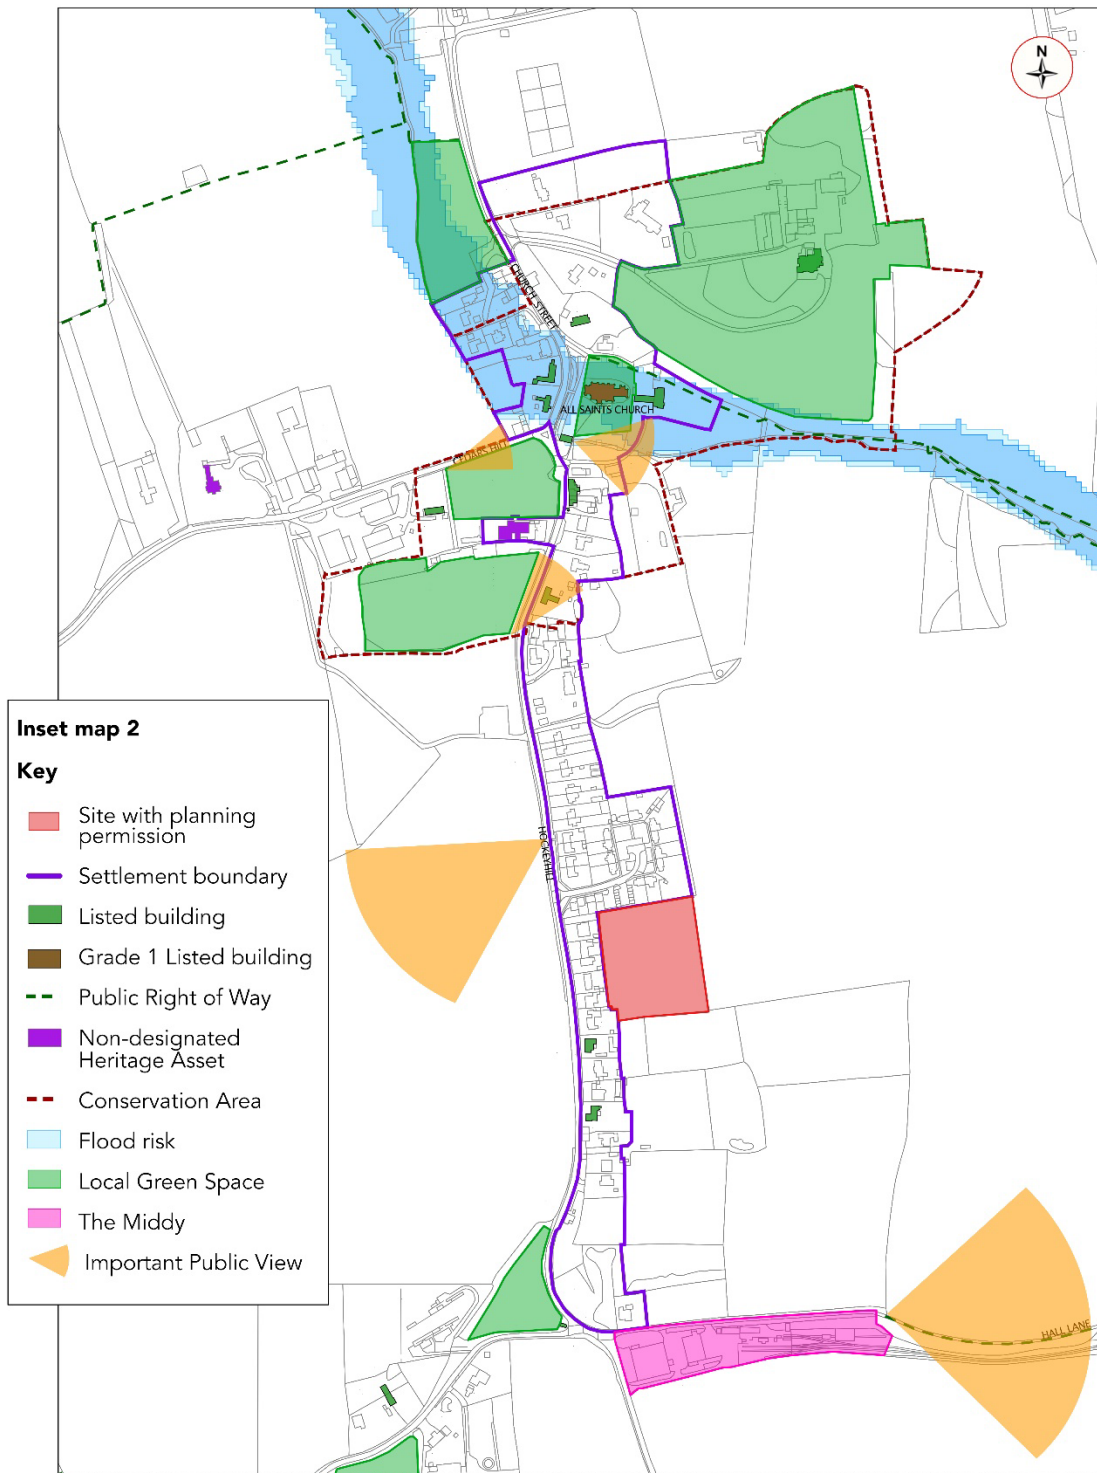 N
CHURCH STREET
ALL SAINTS CHURCH
CEDARS HILL
HOCKEYHILL
HALL LANE
Inset map 2
Key
Site with planning
permission
Settlement boundary
Listed building
Grade 1 Listed building
Public Right of Way
Non-designated
Heritage Asset
Conservation Area
Flood risk
Local Green Space
The Middy
Important Public View